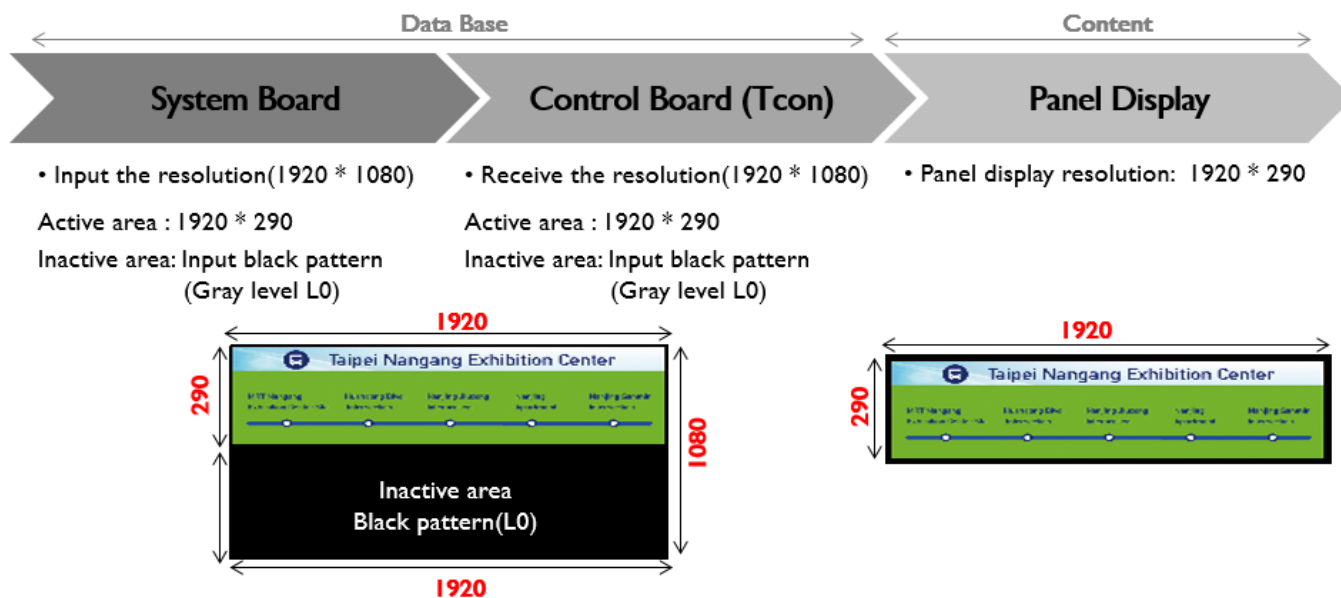 Data Base
Content
System Board
Control Board (Tcon)
Panel Display
• Input the resolution(1920 * 1080)
Active area : 1920 * 290
Inactive area: Input black pattern
(Gray level L0)
• Receive the resolution(1920 * 1080)
Active area : 1920 * 290
Inactive area: Input black pattern
(Gray level L0)
• Panel display resolution: 1920 * 290
1920
290
1080
Taipei Nangang Exhibition Center
Inactive area
Black pattern(L0)
1920
1920
290
Taipei Nangang Exhibition Center